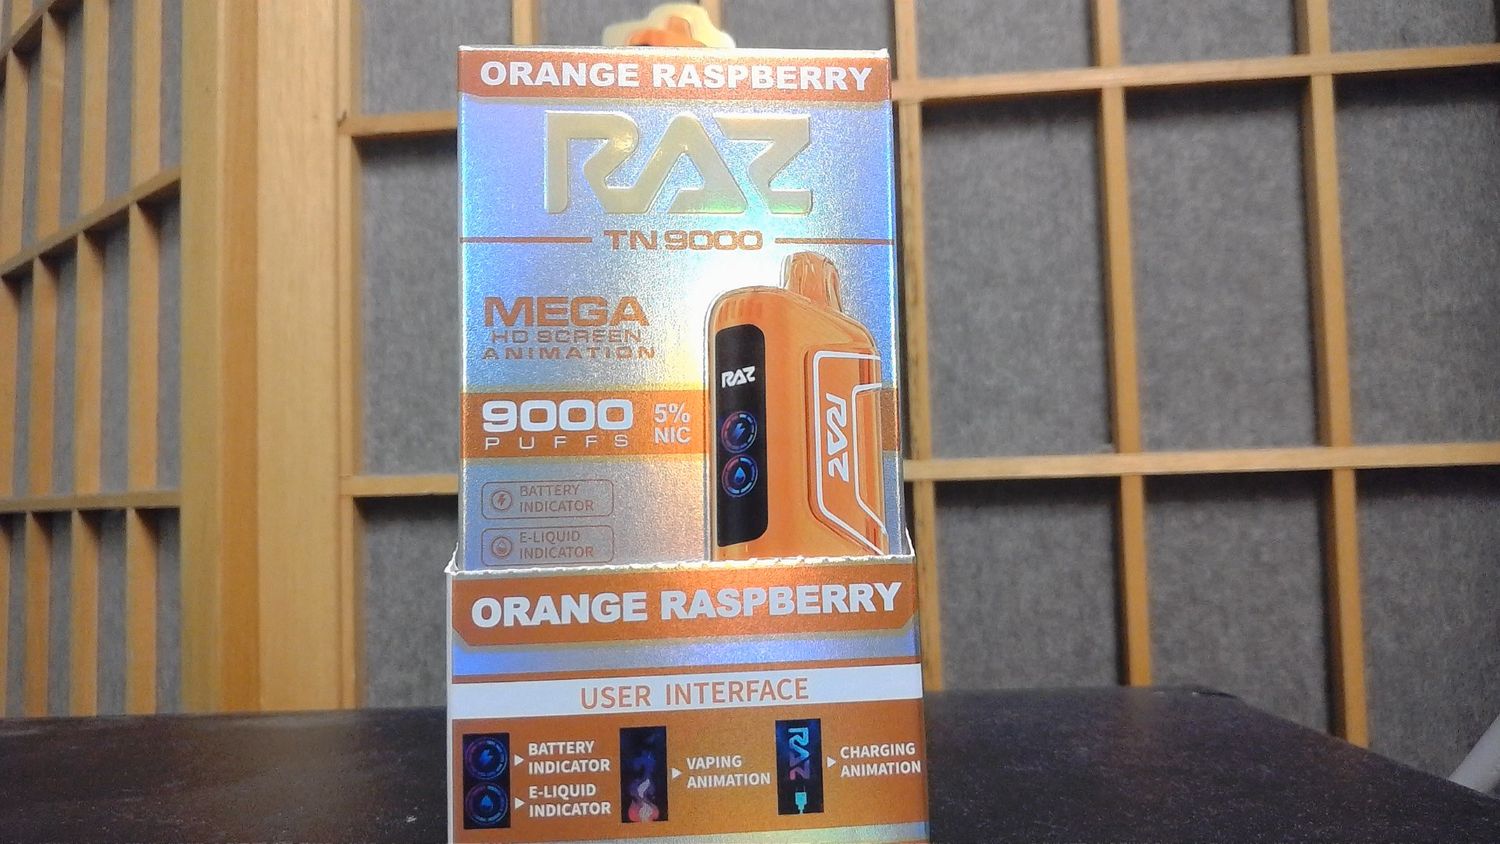 ORANGE RASPBERRY
RAZ
TN 9000
MEGA
HD SCREEN
ANIMATION
9000
PUFFS
5%
NIC
RAZ
RAZ
BATTERY
INDICATOR
E-LIQUID
INDICATOR
ORANGE RASPBERRY
USER INTERFACE
BATTERY
INDICATOR
E-LIQUID
INDICATOR
VAPING
ANIMATION
RAZ
CHARGING
ANIMATION